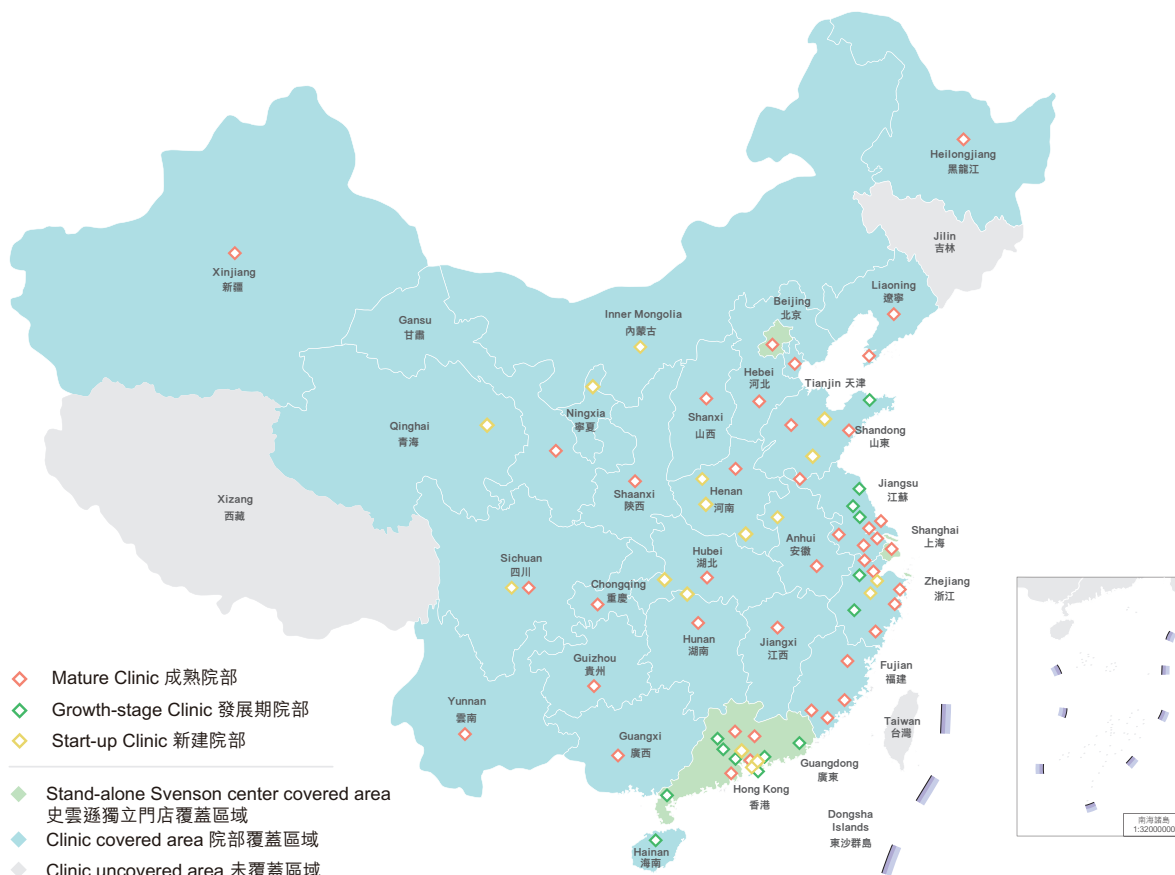 Heilongjiang
黑龍江
Jilin
吉林
Xinjiang
新疆
Liaoning
遼寧
Beijing
北京
Inner Mongolia
內蒙古
Gansu
甘肅
Hebei
河北
Tianjin 天津
Ningxia
寧夏
Shanxi
山西
Qinghai
青海
Shandong
山東
Xizang
西藏
Shaanxi
陝西
Henan
河南
Jiangsu
江蘇
Shanghai
上海
Anhui
安徽
Hubei
湖北
Sichuan
四川
Chongqing
重慶
Zhejiang
浙江
Hunan
湖南
Jiangxi
江西
Guizhou
貴州
Fujian
福建
Yunnan
雲南
Taiwan
台灣
Guangxi
廣西
Guangdong
廣東
Hong Kong
香港
Dongsha
Islands
東沙群島
Hainan
海南
南海諸島
1:32000000
Mature Clinic 成熟院部
Growth-stage Clinic 發展期院部
Start-up Clinic 新建院部
Stand-alone Svenson center covered area
史雲遜獨立門店覆蓋區域
Clinic covered area 院部覆蓋區域
Clinic uncovered area 未覆蓋區域